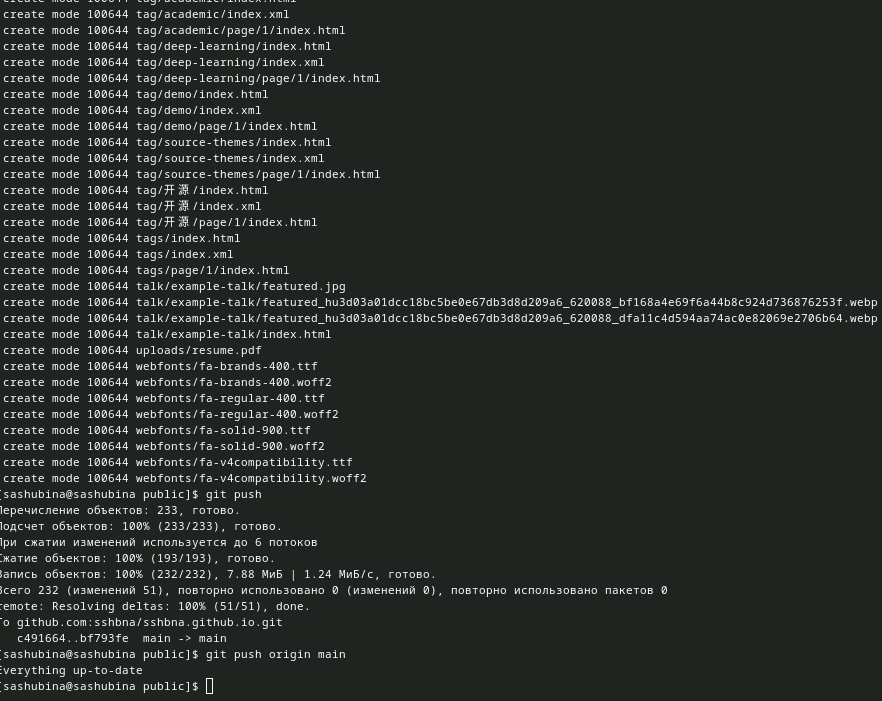 create mode 100644 tag/academic/index.xml
create mode 100644 tag/academic/page/1/index.html
create mode 100644 tag/deep-learning/index.html
create mode 100644 tag/deep-learning/index.xml
create mode 100644 tag/deep-learning/page/1/index.html
create mode 100644 tag/demo/index.html
create mode 100644 tag/demo/index.xml
create mode 100644 tag/demo/page/1/index.html
create mode 100644 tag/source-themes/index.html
create mode 100644 tag/source-themes/index.xml
create mode 100644 tag/source-themes/page/1/index.html
create mode 100644 tag/开源/index.html
create mode 100644 tag/开源/index.xml
create mode 100644 tag/开源/page/1/index.html
create mode 100644 tags/index.html
create mode 100644 tags/index.xml
create mode 100644 tags/page/1/index.html
create mode 100644 talk/example-talk/featured.jpg
create mode 100644 talk/example-talk/featured_hu3d03a01dcc18bc5be0e67db3d8d209a6_620088_bf168a4e69f6a44b8c924d736876253f.webp
create mode 100644 talk/example-talk/featured_hu3d03a01dcc18bc5be0e67db3d8d209a6_620088_dfa11c4d594aa74ac0e82069e2706b64.webp
create mode 100644 talk/example-talk/index.html
create mode 100644 uploads/resume.pdf
create mode 100644 webfonts/fa-brands-400.ttf
create mode 100644 webfonts/fa-brands-400.woff2
create mode 100644 webfonts/fa-regular-400.ttf
create mode 100644 webfonts/fa-regular-400.woff2
create mode 100644 webfonts/fa-solid-900.ttf
create mode 100644 webfonts/fa-solid-900.woff2
create mode 100644 webfonts/fa-v4compatibility.ttf
create mode 100644 webfonts/fa-v4compatibility.woff2
[sashubina@sashubina public]$ git push
Перечисление объектов: 233, готово.
Подсчет объектов: 100% (233/233), готово.
При сжатии изменений используется до 6 потоков
Сжатие объектов: 100% (193/193), готово.
Запись объектов: 100% (232/232), 7.88 МиБ | 1.24 МиБ/с, готово.
Всего 232 (изменений 51), повторно использовано 0 (изменений 0), повторно использовано пакетов 0
remote: Resolving deltas: 100% (51/51), done.
To github.com:sshbna/sshbna.github.io.git
c491664..bf793fe  main -> main
[sashubina@sashubina public]$ git push origin main
Everything up-to-date
[sashubina@sashubina public]$